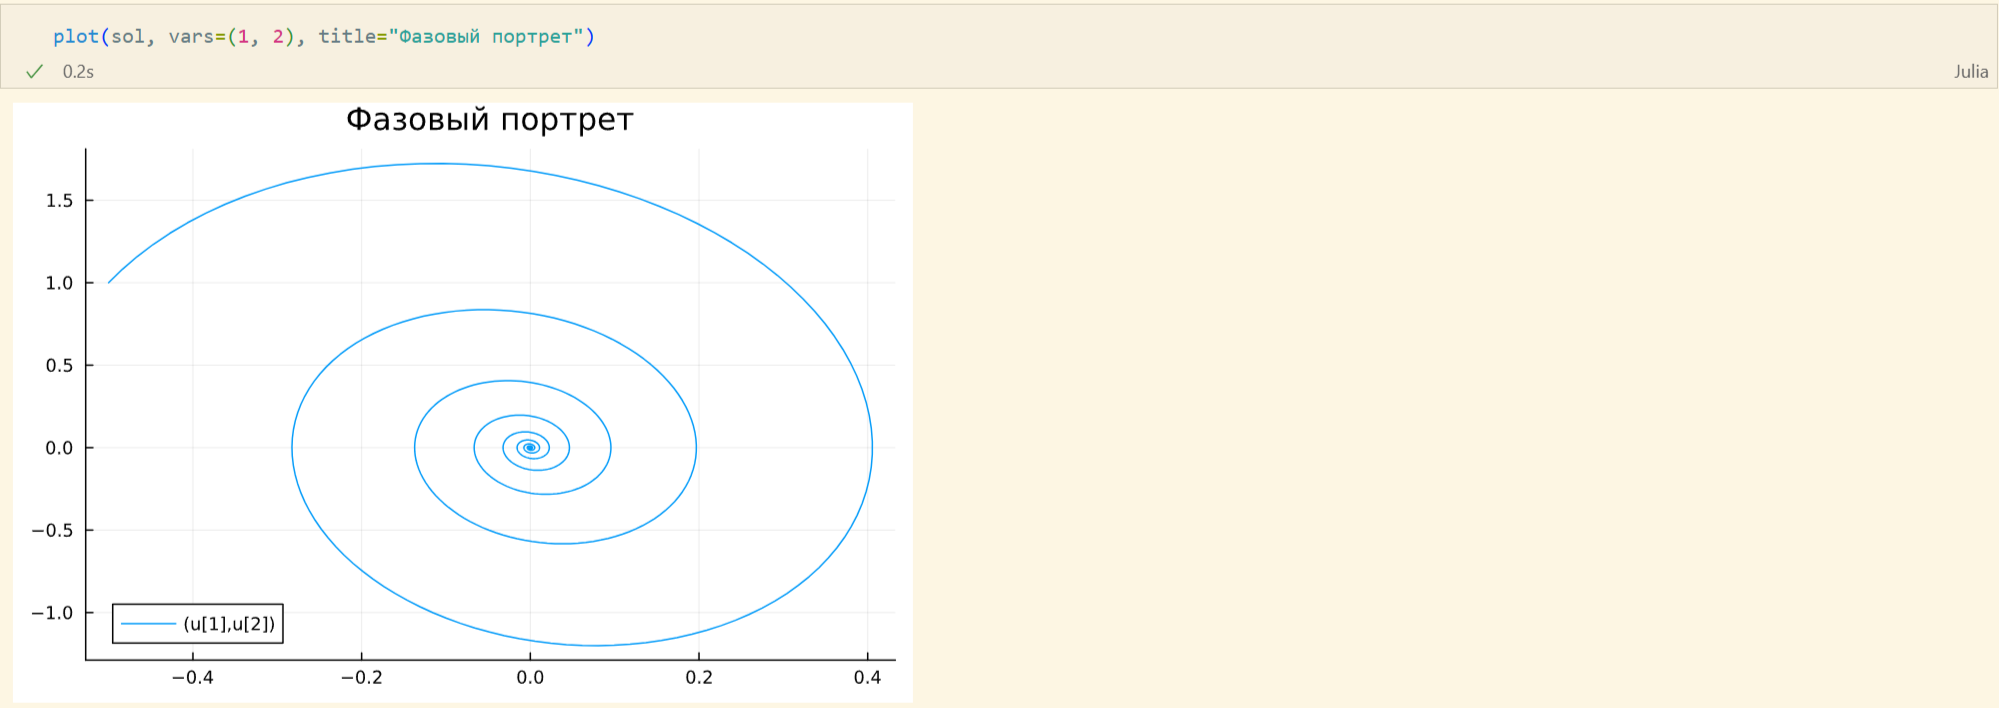 plot(sol, vars=(1, 2), title="Фазовый портрет")
0.2s
Julia
Фазовый портрет
1.5
1.0
0.5
0.0
−0.5
−1.0
(u[1],u[2])
−0.4
−0.2
0.0
0.2
0.4